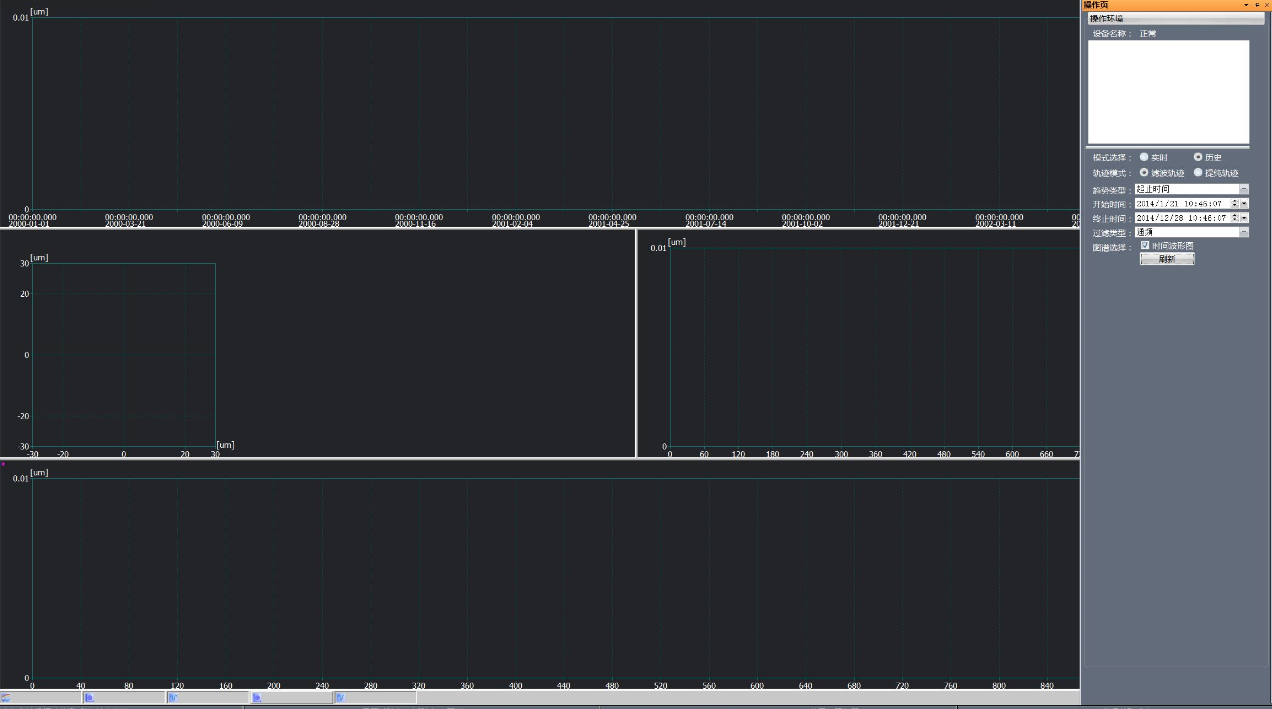 [um]
0.01
0
00:00:00.000 00:00:00.000 00:00:00.000 00:00:00.000 00:00:00.000 00:00:00.000 00:00:00.000 00:00:00.000 00:00:00.000 00:00:00.000 00:00:00.000
2000-01-01 2000-03-21 2000-06-09 2000-08-28 2000-11-16 2001-02-04 2001-04-25 2001-07-14 2001-10-02 2001-12-21 2002-03-11
[um]
30
20
0
-20
-30
-30 -20 0 20 30
[um]
[um]
0.01
0
0 60 120 180 240 300 360 420 480 540 600 660
[um]
0.01
0
0 40 80 120 160 200 240 280 320 360 400 440 480 520 560 600 640 680 720 760 800 840
操作页
操作环境
设备名称： 正常
模式选择： 实时 历史
轨迹模式： 滤波轨迹 提纯轨迹
趋势类型： 起止时间
开始时间： 2014/1/21 10:46:07
终止时间： 2014/12/28 10:46:07
过滤类型： 通频
图谱选择： 时间波形图
刷新